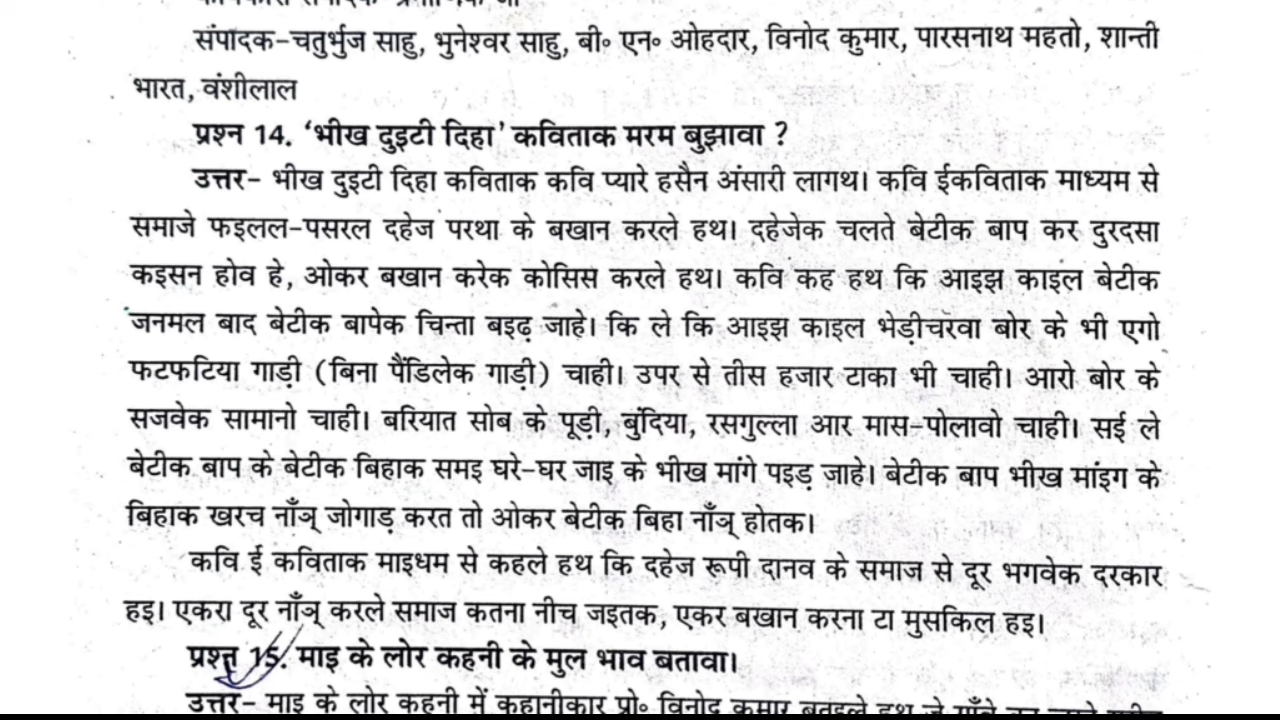 संपादक-चतुर्भुज साहु, भुनेश्वर साहु, बी॰ एन॰ ओहदार, विनोद कुमार, पारसनाथ महतो, शान्ती
भारत, वंशीलाल
प्रश्न 14. ‘भीख दुइटी दिहा’ कविताक मरम बुझावा ?
उत्तर- भीख दुइटी दिहा कविताक कवि प्यारे हसैन अंसारी लागथ। कवि ईकविताक माध्यम से
समाजे फइलल-पसरल दहेज परथा के बखान करले हथ। दहेजेक चलते बेटीक बाप कर दुरदसा
कइसन होव हे, ओकर बखान करेक कोसिस करले हथ। कवि कह हथ कि आइझ काइल बेटीक
जनमल बाद बेटीक बापेक चिन्ता बइढ़ जाहे। कि ले कि आइझ काइल भेड़ीचरवा बोर के भी एगो
फटफटिया गाड़ी (बिना पैंडिलेक गाड़ी) चाही। उपर से तीस हजार टाका भी चाही। आरो बोर के
सजवेक सामानो चाही। बरियात सोब के पूड़ी, बुंदिया, रसगुल्ला आर मास-पोलावो चाही। सई ले
बेटीक बाप के बेटीक बिहाक समइ घरे-घर जाइ के भीख मांगे पइड़ जाहे। बेटीक बाप भीख मांइग के
बिहाक खरच नाँञ् जोगाड़ करत तो ओकर बेटीक बिहा नाँञ् होतक।
कवि ई कविताक माइधम से कहले हथ कि दहेज रूपी दानव के समाज से दूर भगवेक दरकार
हइ। एकरा दूर नाँञ् करले समाज कतना नीच जइतक, एकर बखान करना टा मुसकिल हइ।
प्रश्न 15. माइ के लोर कहनी के मुल भाव बतावा।
उत्तर- माइ के लोर कहनी में कहानीकार प्रो॰ विनोद कुमार बतइले हथ जे